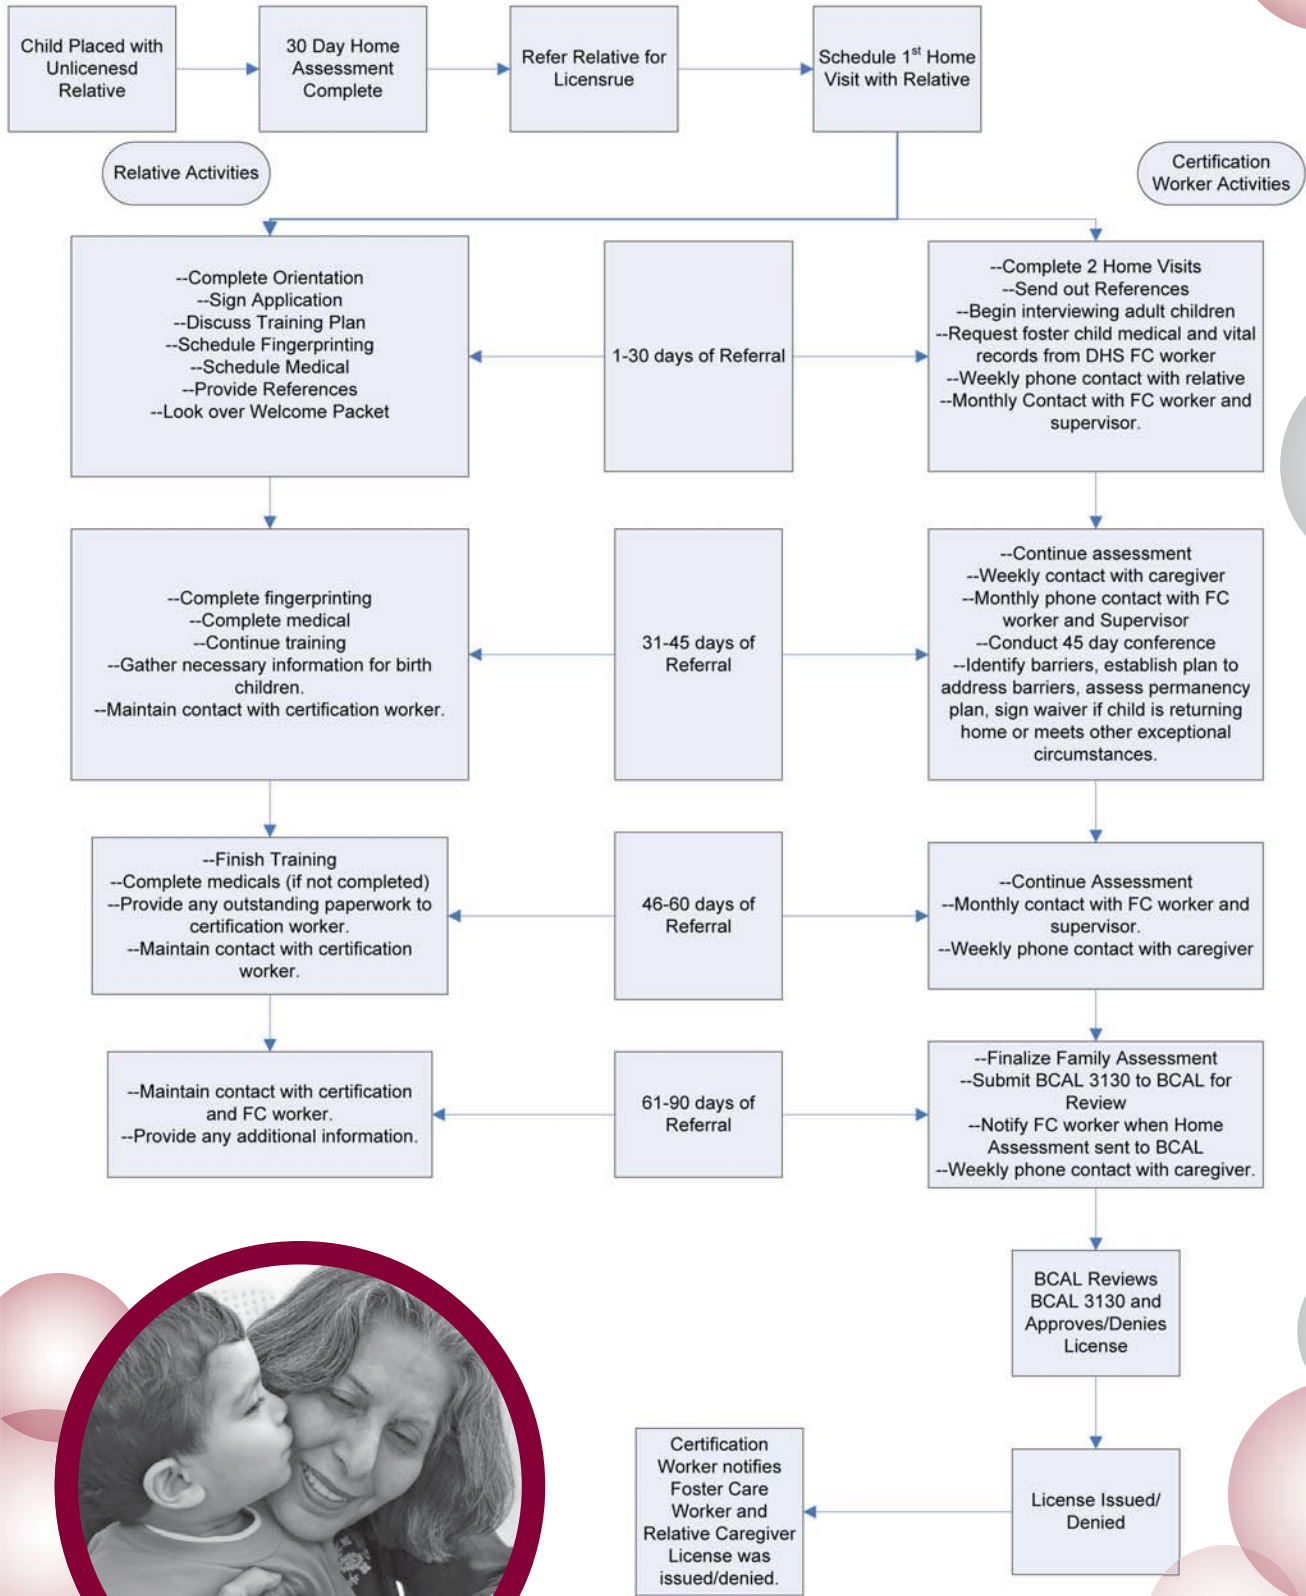 Child Placed with
Unlicenesd
Relative
30 Day Home
Assessment
Complete
Refer Relative for
Licensrue
Schedule 1st Home
Visit with Relative
Relative Activities
Certification
Worker Activities
--Complete Orientation
--Sign Application
--Discuss Training Plan
--Schedule Fingerprinting
--Schedule Medical
--Provide References
--Look over Welcome Packet
1-30 days of Referral
--Complete 2 Home Visits
--Send out References
--Begin interviewing adult children
--Request foster child medical and vital
records from DHS FC worker
--Weekly phone contact with relative
--Monthly Contact with FC worker and
supervisor.
--Complete fingerprinting
--Complete medical
--Continue training
--Gather necessary information for birth
children.
--Maintain contact with certification worker.
31-45 days of
Referral
--Continue assessment
--Weekly contact with caregiver
--Monthly phone contact with FC
worker and Supervisor
--Conduct 45 day conference
--Identify barriers, establish plan to
address barriers, assess permanency
plan, sign waiver if child is returning
home or meets other exceptional
circumstances.
--Finish Training
--Complete medicals (if not completed)
--Provide any outstanding paperwork to
certification worker.
--Maintain contact with certification
worker.
46-60 days of
Referral
--Continue Assessment
--Monthly contact with FC worker and
supervisor.
--Weekly phone contact with caregiver
--Maintain contact with certification
and FC worker.
--Provide any additional information.
61-90 days of
Referral
--Finalize Family Assessment
--Submit BCAL 3130 to BCAL for
Review
--Notify FC worker when Home
Assessment sent to BCAL
--Weekly phone contact with caregiver.
BCAL Reviews
BCAL 3130 and
Approves/Denies
License
License Issued/
Denied
Certification
Worker notifies
Foster Care
Worker and
Relative Caregiver
License was
issued/denied.